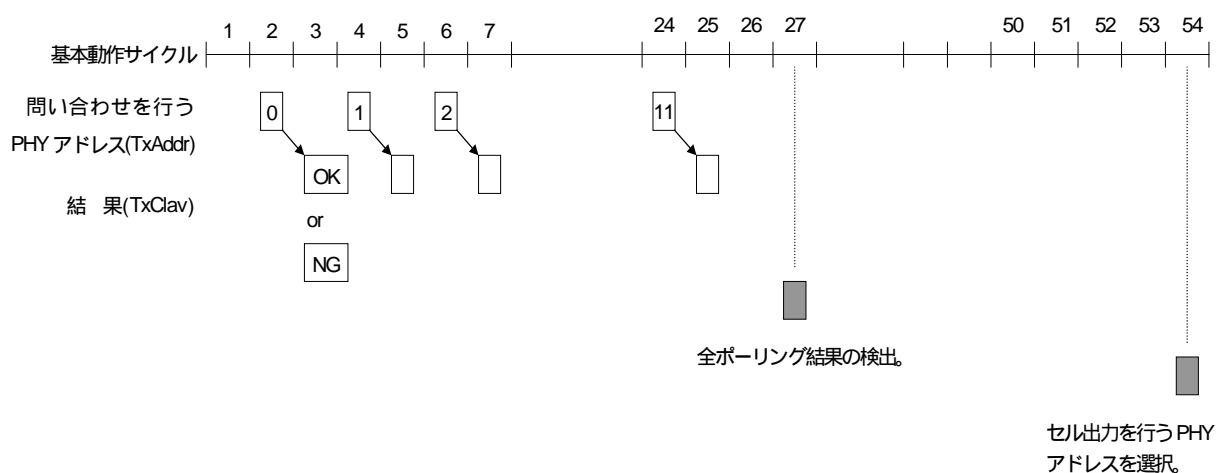 1 2 3 4 5 6 7 24 25 26 27 50 51 52 53 54
基本動作サイクル
問い合わせを行う
0 1 2 11
PHY アドレス(TxAddr)
OK
結 果(TxClav)
or
NG
全ポーリング結果の検出。
セル出力を行う PHY
アドレスを選択。